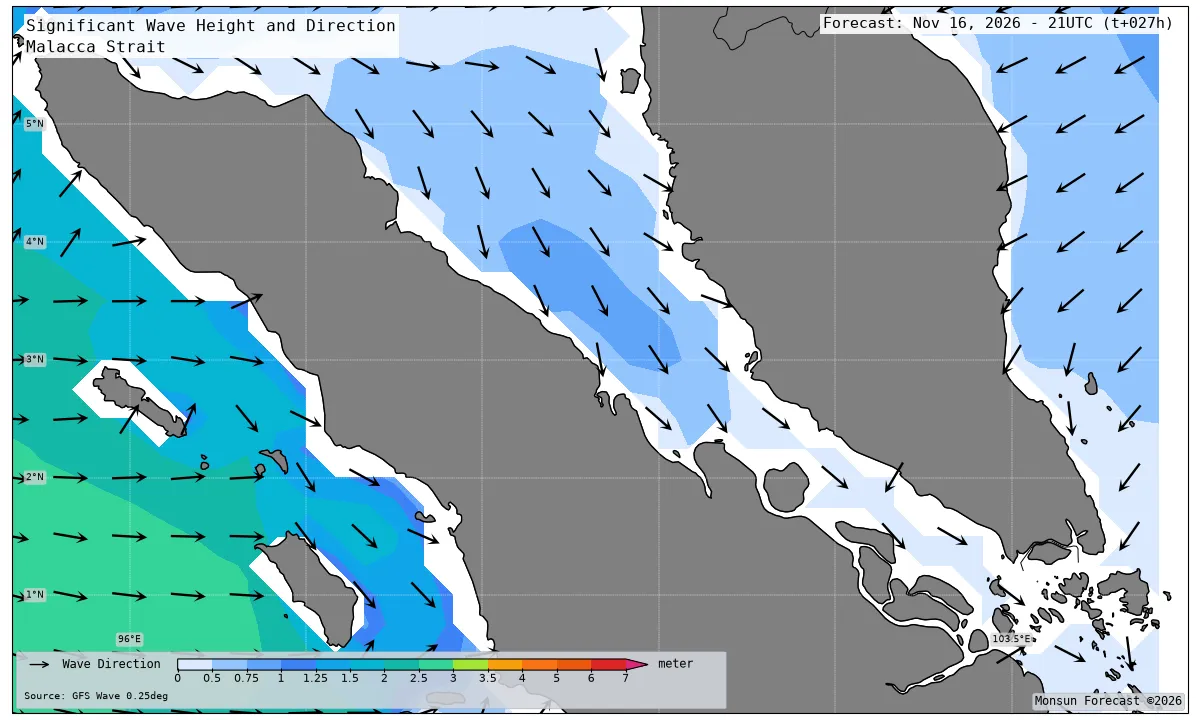 Significant Wave Height and Direction
Malacca Strait
Forecast: Nov 16, 2026 - 21UTC (t+027h)
5°N
4°N
3°N
2°N
1°N
96°E
103.5°E
Wave Direction
meter
0 0.5 0.75 1 1.25 1.5 2 2.5 3 3.5 4 5 6 7
Source: GFS Wave 0.25deg
Monsun Forecast ©2026